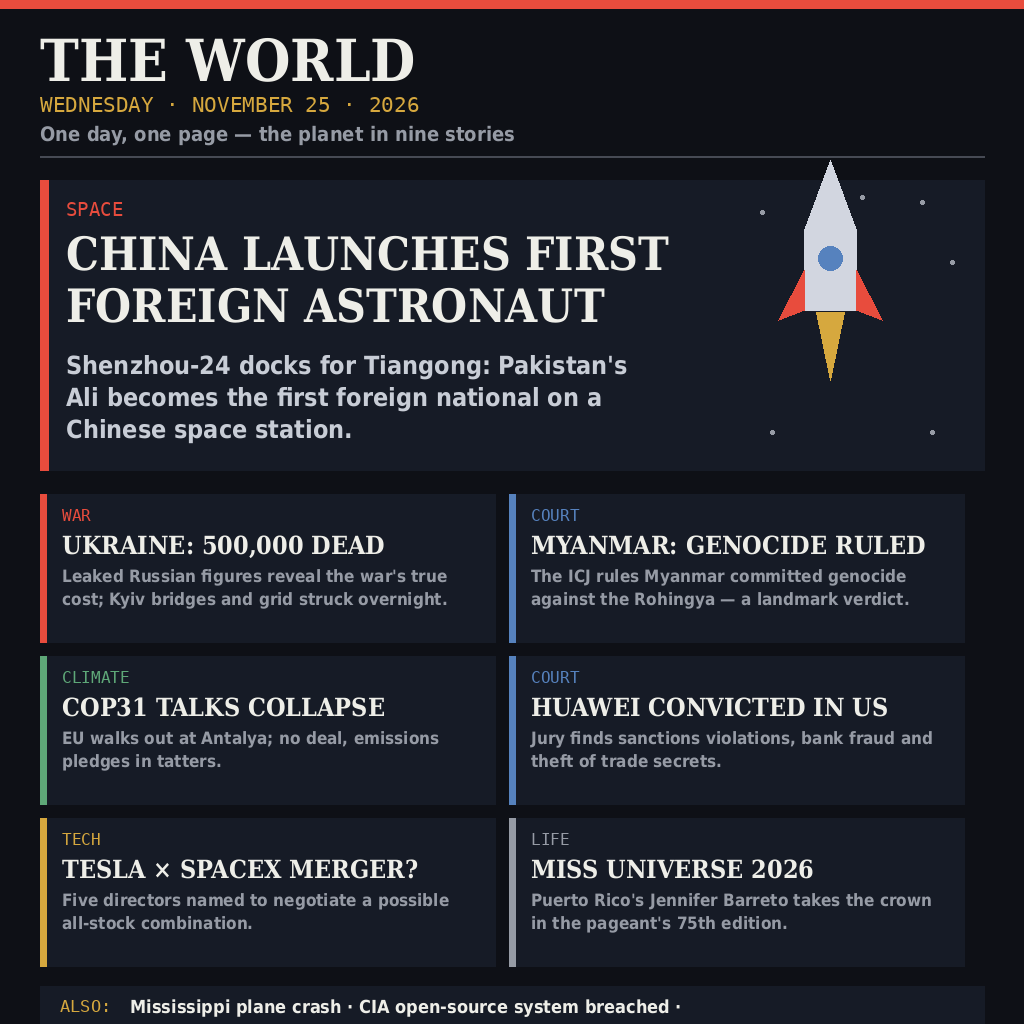 THE WORLD
WEDNESDAY · NOVEMBER 25 · 2026
One day, one page — the planet in nine stories
SPACE
CHINA LAUNCHES FIRST
FOREIGN ASTRONAUT
Shenzhou-24 docks for Tiangong: Pakistan's
Ali becomes the first foreign national on a
Chinese space station.
WAR
UKRAINE: 500,000 DEAD
Leaked Russian figures reveal the war's true
cost; Kyiv bridges and grid struck overnight.
COURT
MYANMAR: GENOCIDE RULED
The ICJ rules Myanmar committed genocide
against the Rohingya — a landmark verdict.
CLIMATE
COP31 TALKS COLLAPSE
EU walks out at Antalya; no deal, emissions
pledges in tatters.
COURT
HUAWEI CONVICTED IN US
Jury finds sanctions violations, bank fraud and
theft of trade secrets.
TECH
TESLA × SPACEX MERGER?
Five directors named to negotiate a possible
all-stock combination.
LIFE
MISS UNIVERSE 2026
Puerto Rico's Jennifer Barreto takes the crown
in the pageant's 75th edition.
ALSO: Mississippi plane crash · CIA open-source system breached ·